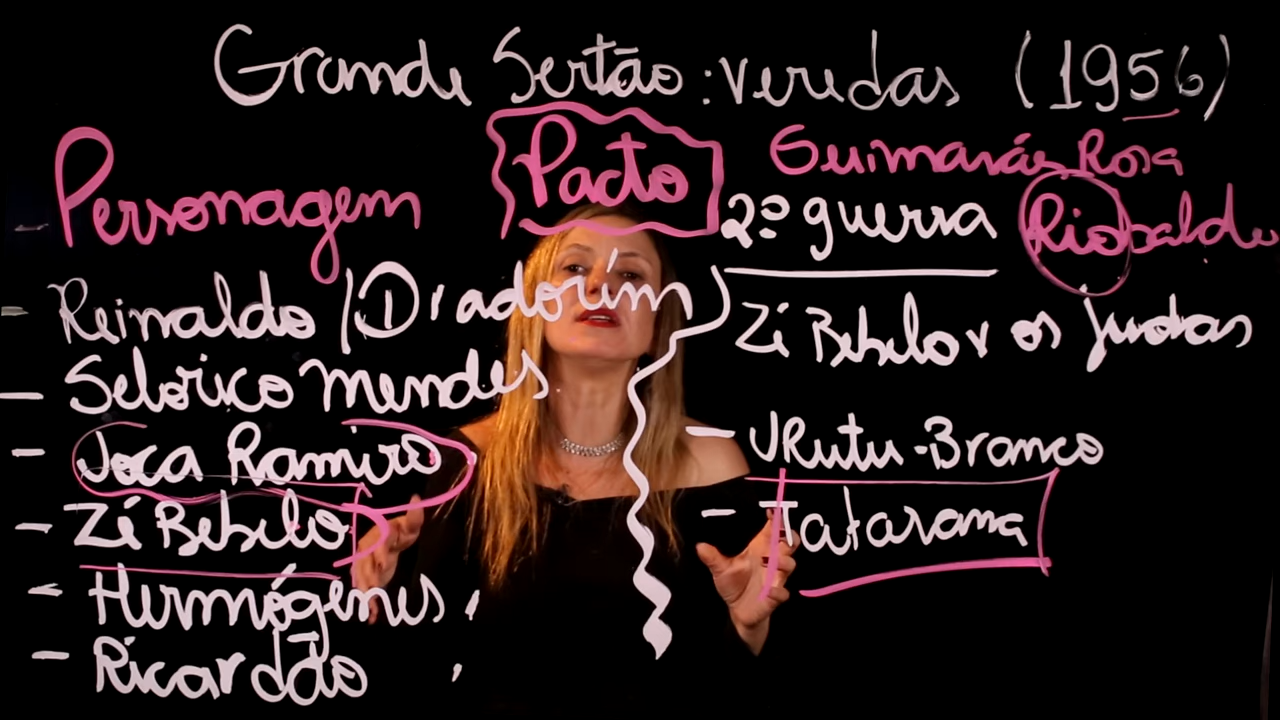 Grande Sertão: veredas (1956)
Pacto
Guimarães Rosa
Personagem
2ª guerra
Riobaldo
- Reinaldo / Diadorim
Zé Bebelo v os judas
- Selorico Mendes
- Joca Ramiro
- Urutu-Branco
- Zé Bebelo
- Tatarana
- Hermógenes
- Ricardão